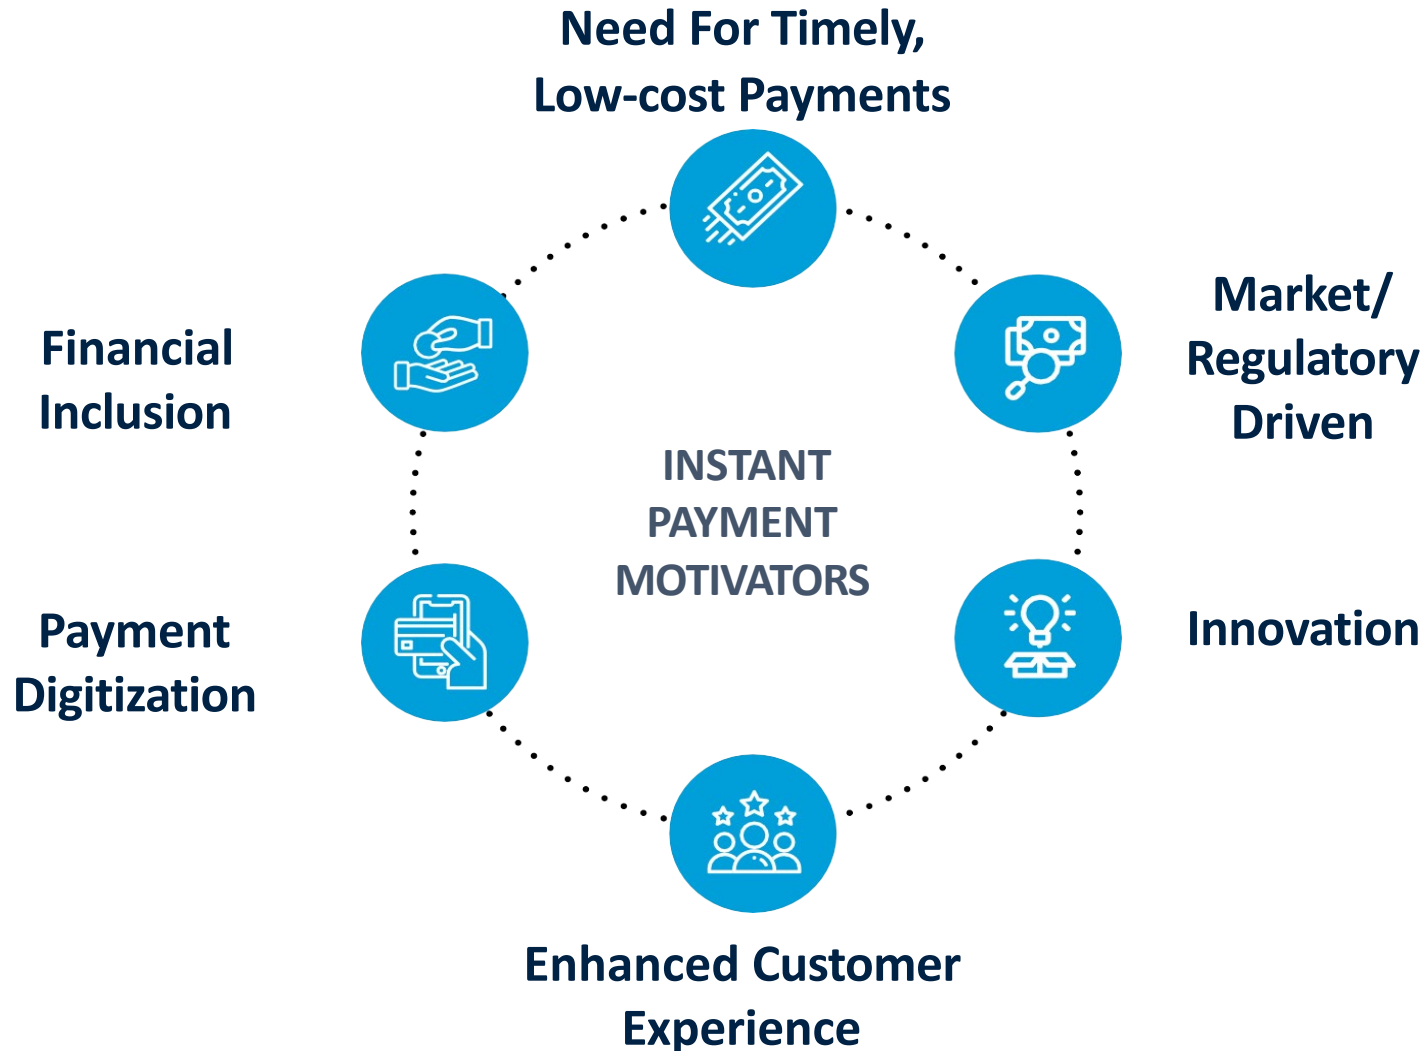 Need For Timely,
Low-cost Payments
Market/
Regulatory
Driven
Financial
Inclusion
INSTANT
PAYMENT
MOTIVATORS
Payment
Digitization
Innovation
Enhanced Customer
Experience